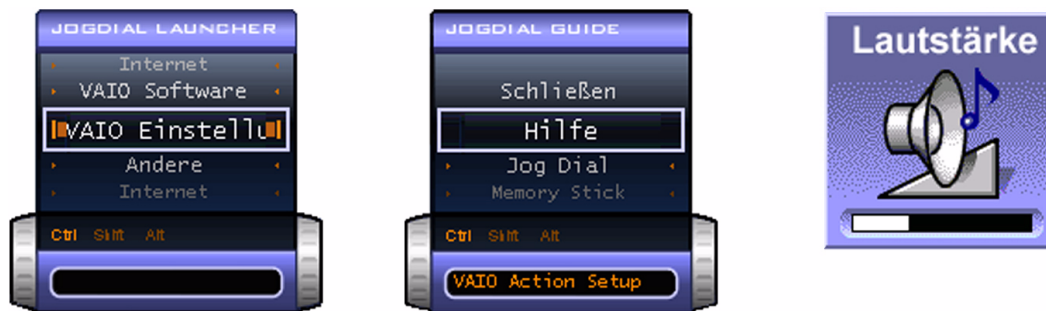 JOGDIAL LAUNCHER
Internet
VAIO Software
VAIO Einstellu
Andere
Internet
Ctrl Shift Alt
JOGDIAL GUIDE
Schließen
Hilfe
Jog Dial
Memory Stick
Ctrl Shift Alt
VAIO Action Setup
Lautstärke